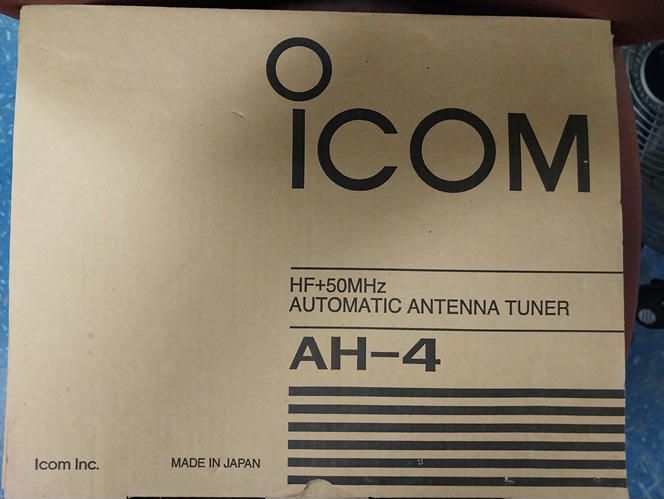 ICOM
HF+50MHz
AUTOMATIC ANTENNA TUNER
AH-4
Icom Inc.
MADE IN JAPAN